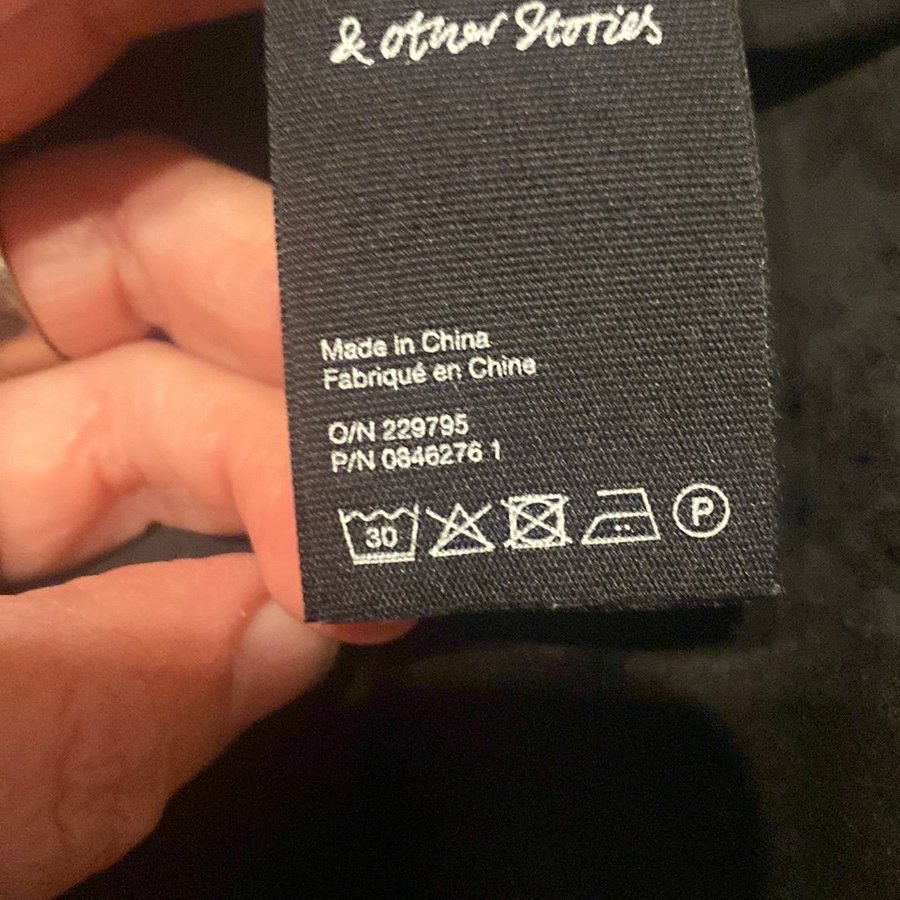 & other Stories
Made in China
Fabriqué en Chine
O/N 229795
P/N 0846276 1
30
P